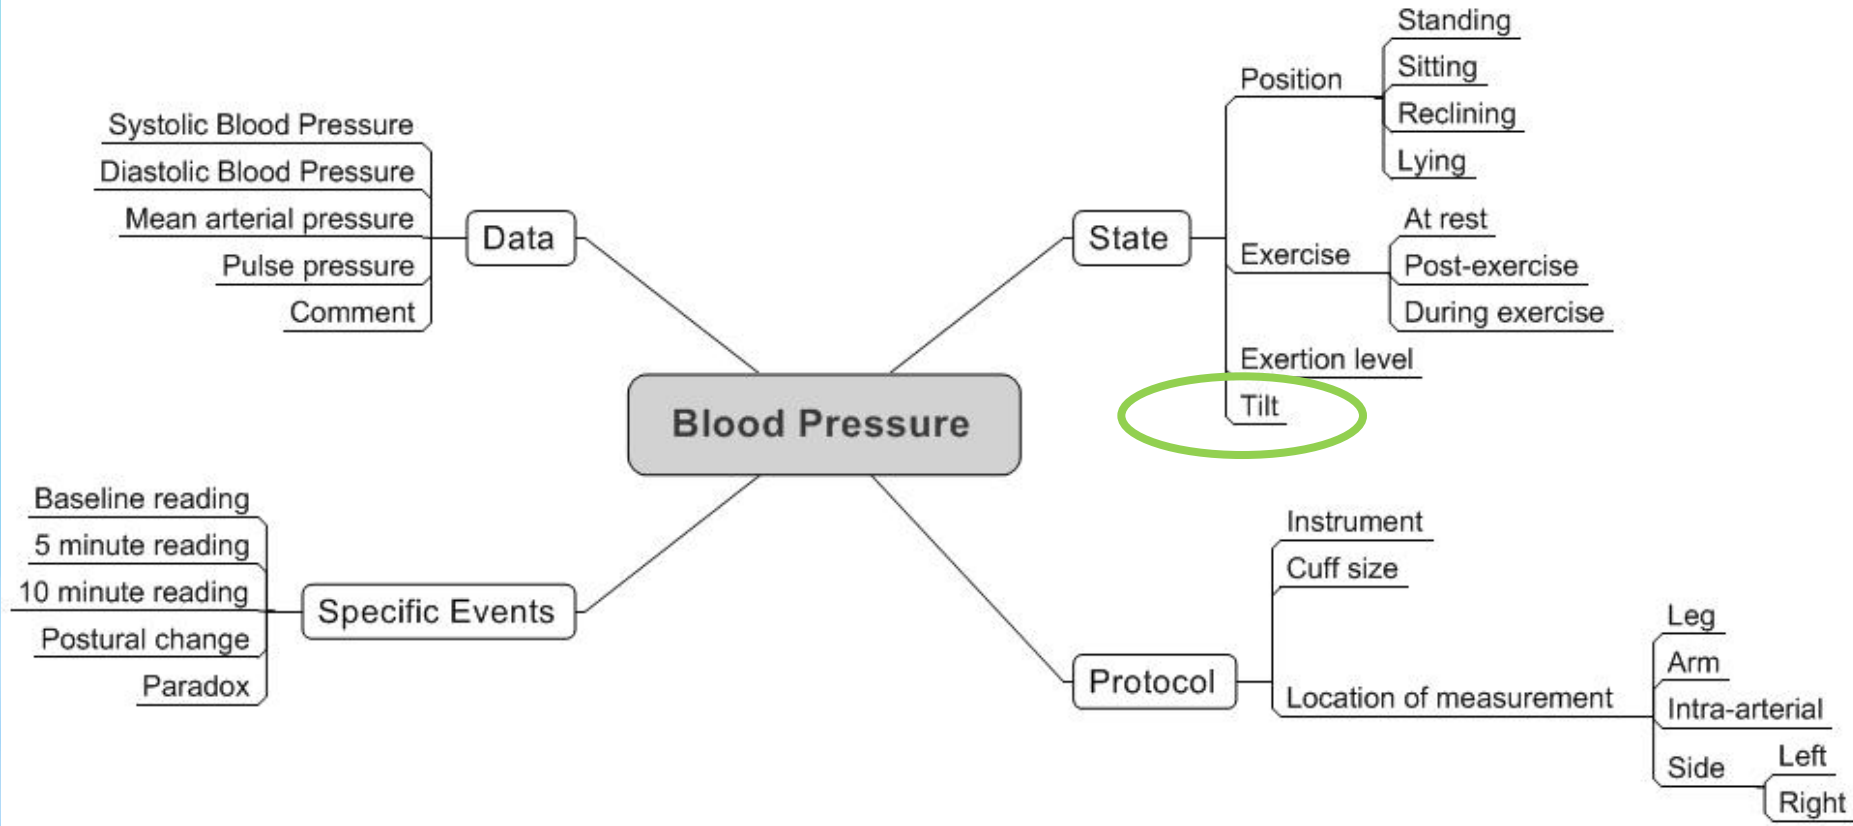 Blood Pressure
Data
Systolic Blood Pressure
Diastolic Blood Pressure
Mean arterial pressure
Pulse pressure
Comment
State
Position
Standing
Sitting
Reclining
Lying
Exercise
At rest
Post-exercise
During exercise
Exertion level
Tilt
Specific Events
Baseline reading
5 minute reading
10 minute reading
Postural change
Paradox
Protocol
Instrument
Cuff size
Location of measurement
Leg
Arm
Intra-arterial
Side
Left
Right